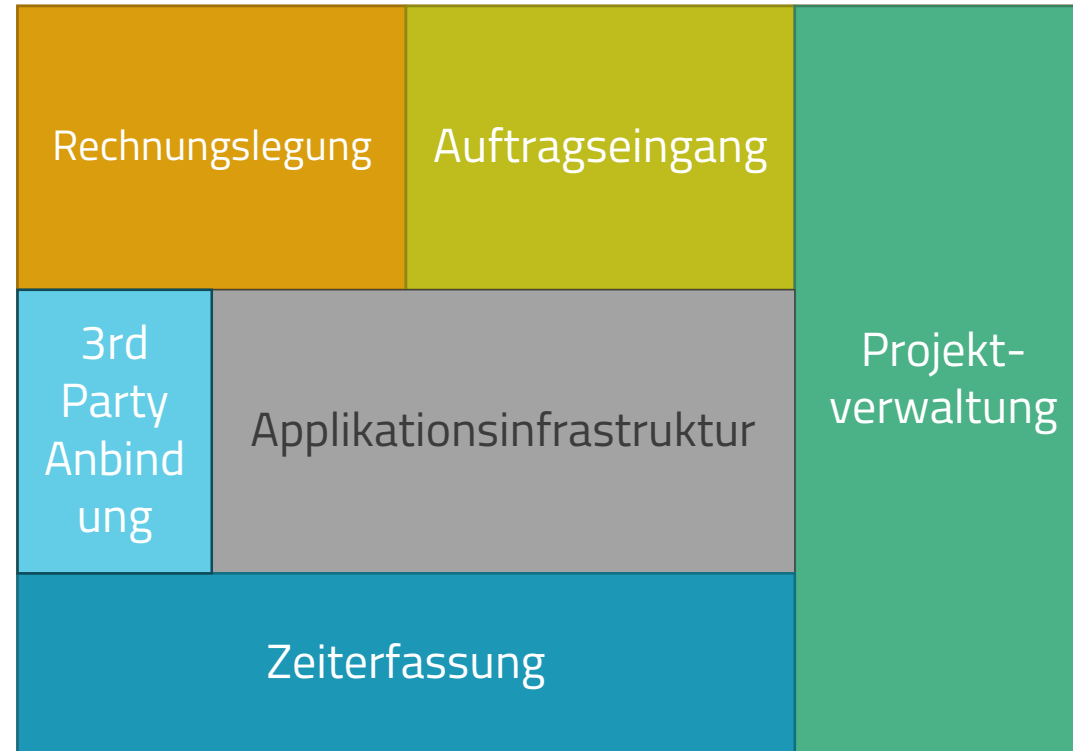 Rechnungslegung
Auftragseingang
3rd
Party
Anbind
ung
Applikationsinfrastruktur
Projekt-
verwaltung
Zeiterfassung